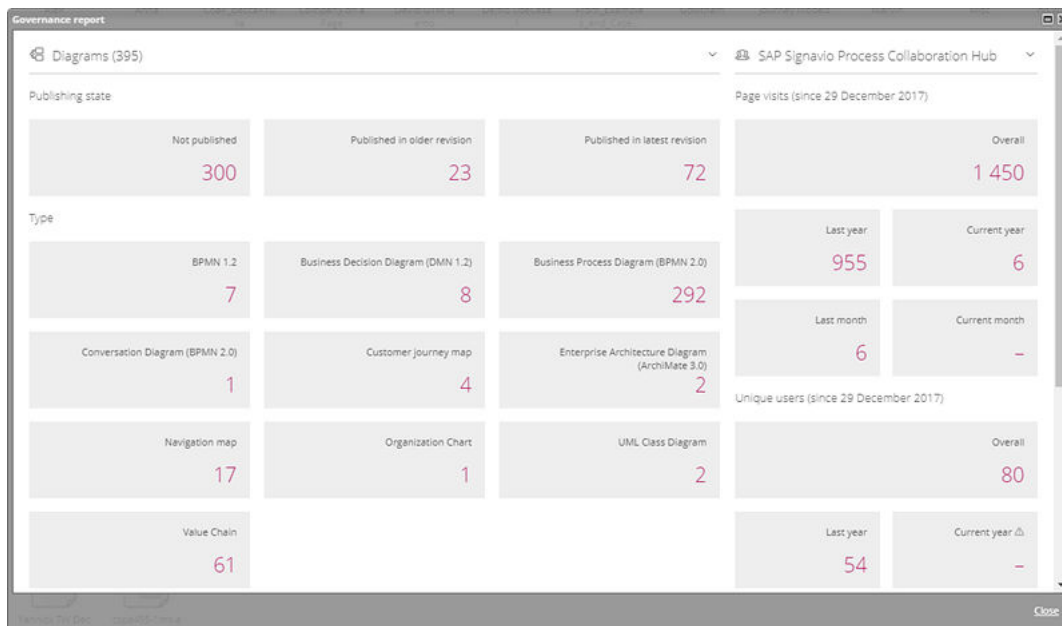 Governance report
Diagrams (395)
Publishing state
Not published
300
Published in older revision
23
Published in latest revision
72
Type
BPMN 1.2
7
Business Decision Diagram (DMN 1.2)
8
Business Process Diagram (BPMN 2.0)
292
Conversation Diagram (BPMN 2.0)
1
Customer journey map
4
Enterprise Architecture Diagram
(ArchiMate 3.0)
2
Navigation map
17
Organization Chart
1
UML Class Diagram
2
Value Chain
61
SAP Signavio Process Collaboration Hub
Page visits (since 29 December 2017)
Overall
1 450
Last year
955
Current year
6
Last month
6
Current month
–
Unique users (since 29 December 2017)
Overall
80
Last year
54
Current year
–
Close